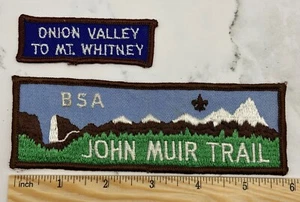 ONION VALLEY
TO MT. WHITNEY
BSA
JOHN MUIR TRAIL
inch 1 2 3 4 5 6